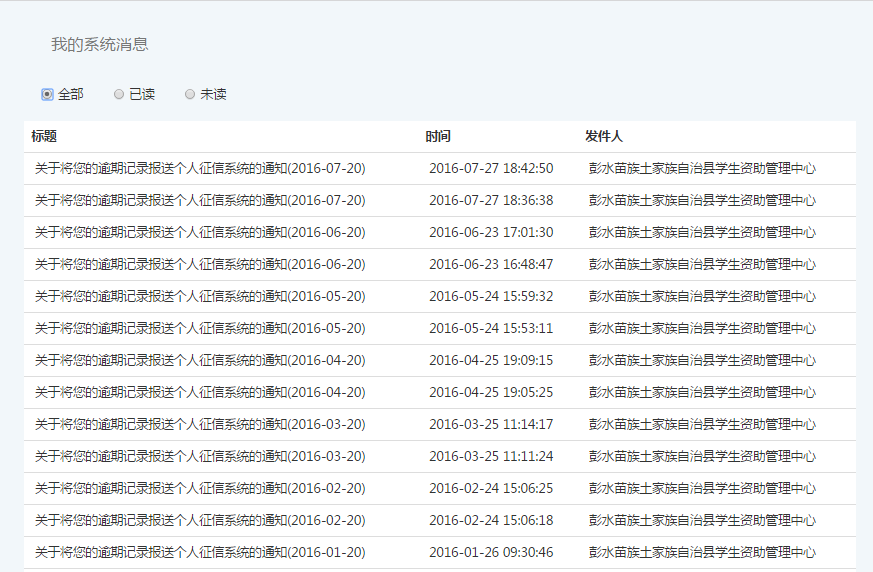 我的系统消息
全部 已读 未读
标题 时间 发件人
关于将您的逾期记录报送个人征信系统的通知(2016-07-20) 2016-07-27 18:42:50 彭水苗族土家族自治县学生资助管理中心
关于将您的逾期记录报送个人征信系统的通知(2016-07-20) 2016-07-27 18:36:38 彭水苗族土家族自治县学生资助管理中心
关于将您的逾期记录报送个人征信系统的通知(2016-06-20) 2016-06-23 17:01:30 彭水苗族土家族自治县学生资助管理中心
关于将您的逾期记录报送个人征信系统的通知(2016-06-20) 2016-06-23 16:48:47 彭水苗族土家族自治县学生资助管理中心
关于将您的逾期记录报送个人征信系统的通知(2016-05-20) 2016-05-24 15:59:32 彭水苗族土家族自治县学生资助管理中心
关于将您的逾期记录报送个人征信系统的通知(2016-05-20) 2016-05-24 15:53:11 彭水苗族土家族自治县学生资助管理中心
关于将您的逾期记录报送个人征信系统的通知(2016-04-20) 2016-04-25 19:09:15 彭水苗族土家族自治县学生资助管理中心
关于将您的逾期记录报送个人征信系统的通知(2016-04-20) 2016-04-25 19:05:25 彭水苗族土家族自治县学生资助管理中心
关于将您的逾期记录报送个人征信系统的通知(2016-03-20) 2016-03-25 11:14:17 彭水苗族土家族自治县学生资助管理中心
关于将您的逾期记录报送个人征信系统的通知(2016-03-20) 2016-03-25 11:11:24 彭水苗族土家族自治县学生资助管理中心
关于将您的逾期记录报送个人征信系统的通知(2016-02-20) 2016-02-24 15:06:25 彭水苗族土家族自治县学生资助管理中心
关于将您的逾期记录报送个人征信系统的通知(2016-02-20) 2016-02-24 15:06:18 彭水苗族土家族自治县学生资助管理中心
关于将您的逾期记录报送个人征信系统的通知(2016-01-20) 2016-01-26 09:30:46 彭水苗族土家族自治县学生资助管理中心